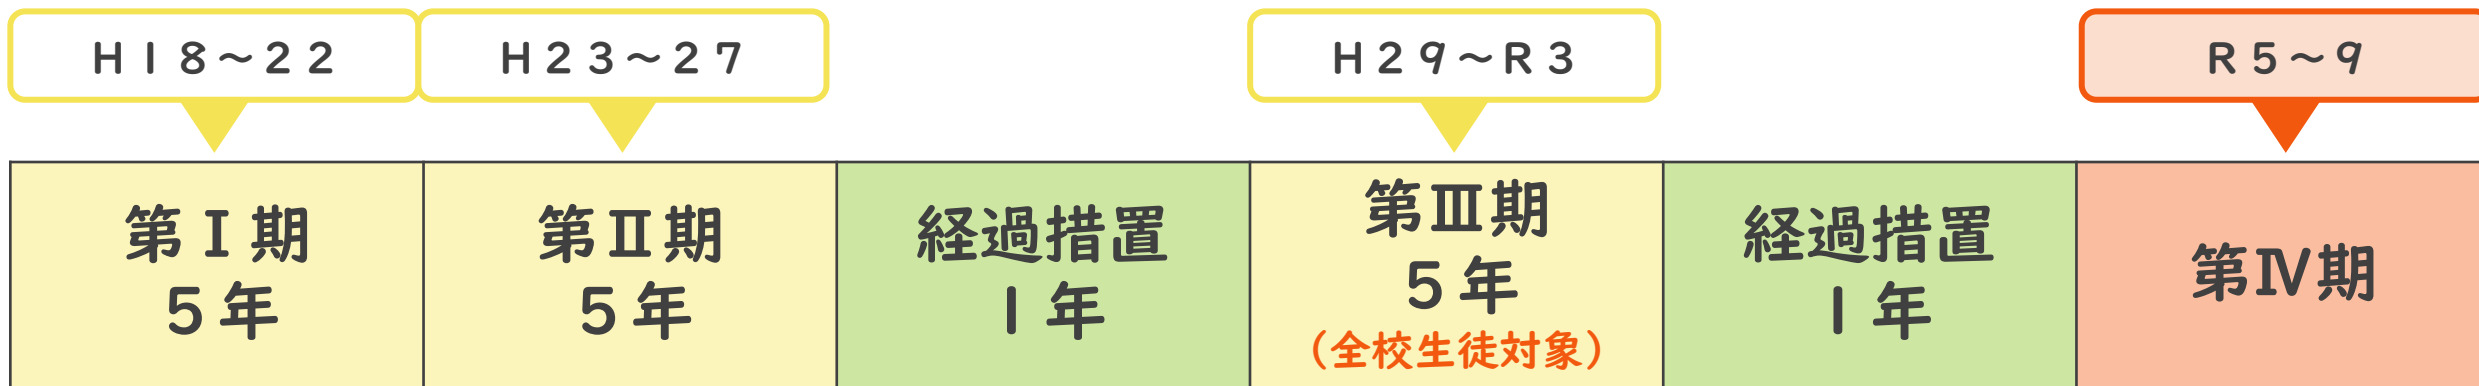 H18～22
H23～27
H29～R3
R5～9
第Ⅰ期
5年
第Ⅱ期
5年
経過措置
1年
第Ⅲ期
5年
（全校生徒対象）
経過措置
1年
第Ⅳ期